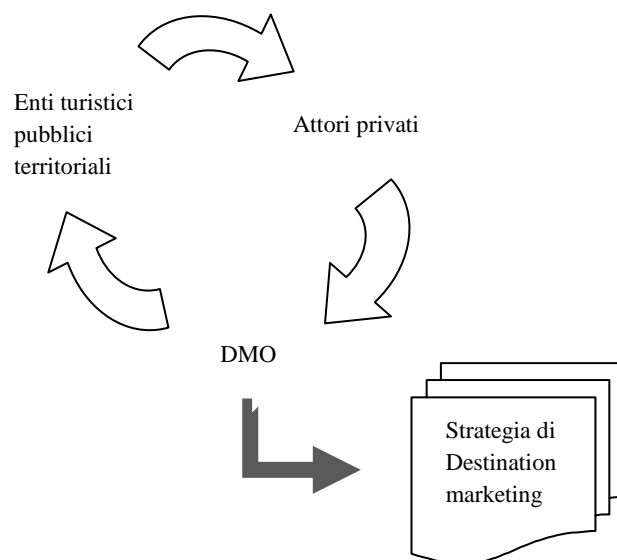 Enti turistici
pubblici
territoriali
Attori privati
DMO
Strategia di
Destination
marketing